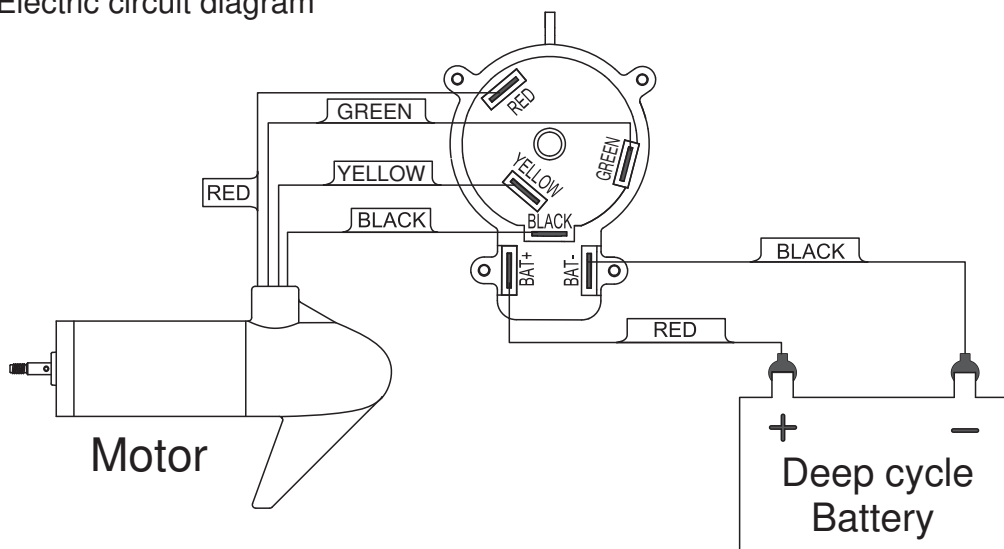 Electric circuit diagram
RED
GREEN
GREEN
YELLOW
YELLOW
RED
BLACK
BLACK
BAT+
BAT-
BLACK
RED
+
−
Motor
Deep cycle
Battery